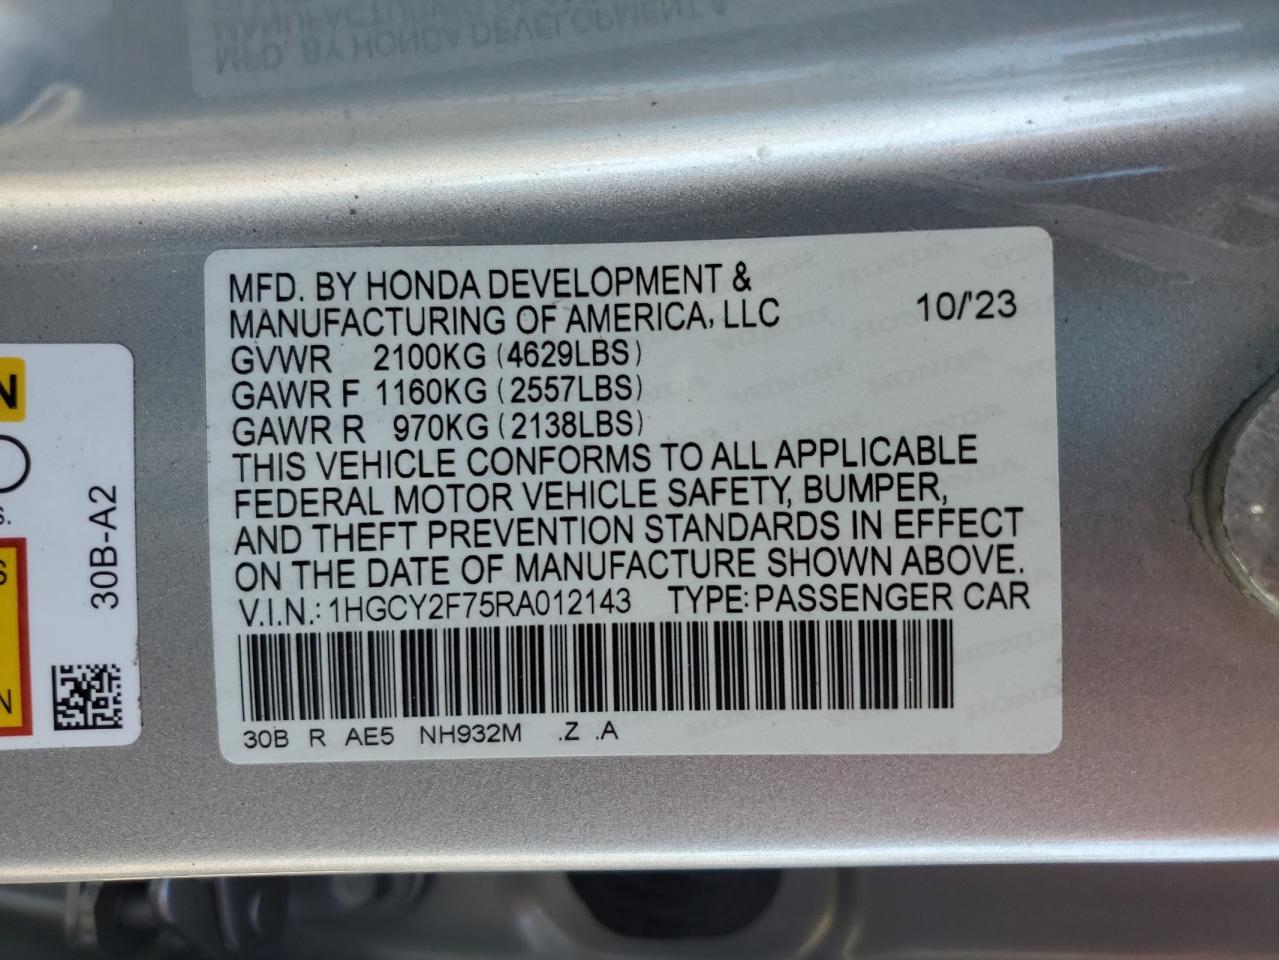 MFD. BY HONDA DEVELOPMENT &
MANUFACTURING OF AMERICA, LLC 10/'23
GVWR 2100KG (4629LBS)
GAWR F 1160KG (2557LBS)
GAWR R 970KG (2138LBS)
THIS VEHICLE CONFORMS TO ALL APPLICABLE
FEDERAL MOTOR VEHICLE SAFETY, BUMPER,
AND THEFT PREVENTION STANDARDS IN EFFECT
ON THE DATE OF MANUFACTURE SHOWN ABOVE.
V.I.N.: 1HGCY2F75RA012143 TYPE: PASSENGER CAR
30B R AE5 NH932M .Z .A
30B-A2